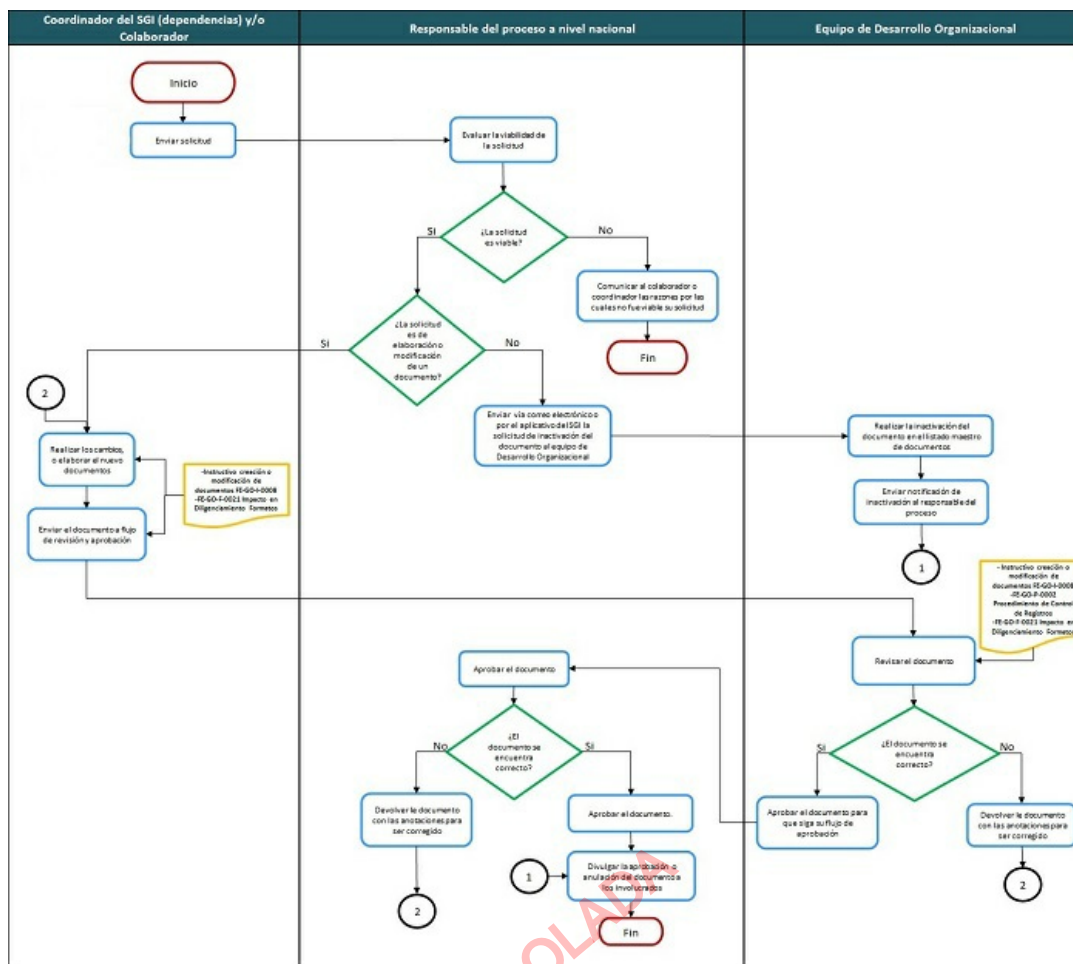 Coordinador del SGI (dependencias) y/o
Colaborador
Responsable del proceso a nivel nacional
Equipo de Desarrollo Organizacional
Inicio
Enviar solicitud
Evaluar la viabilidad de
la solicitud
¿La solicitud
es viable?
Si
No
Comunicar al colaborador o
coordinador las razones por las
cuales no fue viable su solicitud
Fin
¿La solicitud
es de
elaboración o
modificación
de un
documento?
Si
No
2
Enviar vía correo electrónico o
por el aplicativo del SGI la
solicitud de inactivación del
documento al equipo de
Desarrollo Organizacional
Realizar la inactivación del
documento en el listado maestro
de documentos
Realizar los cambios,
o elaborar el nuevo
documentos
-Instructivo creación o
modificación de
documentos FE-GO-I-0008
-FE-GO-F-0021 Impacto en
Diligenciamiento Formetos
Enviar el documento a flujo
de revisión y aprobación
Enviar notificación de
inactivación al responsable del
proceso
1
- Instructivo creación o
modificación de
documentos FE-GO-I-0008
-FE-GO-P-0002
Procedimiento de Control
de Registros
-FE-GO-F-0021 Impacto en
Diligenciamiento Formetos
Revisar el documento
Aprobar el documento
¿El
documento se
encuentra
correcto?
No
Si
¿El documento se
encuentra
correcto?
Si
No
Devolver le documento
con las anotaciones para
ser corregido
Aprobar el documento.
Aprobar el documento para
que siga su flujo de
aprobación
Devolver le documento
con las anotaciones para
ser corregido
1
Divulgar la aprobación o
anulación del documento a
los involucrados
2
2
Fin
OLADA